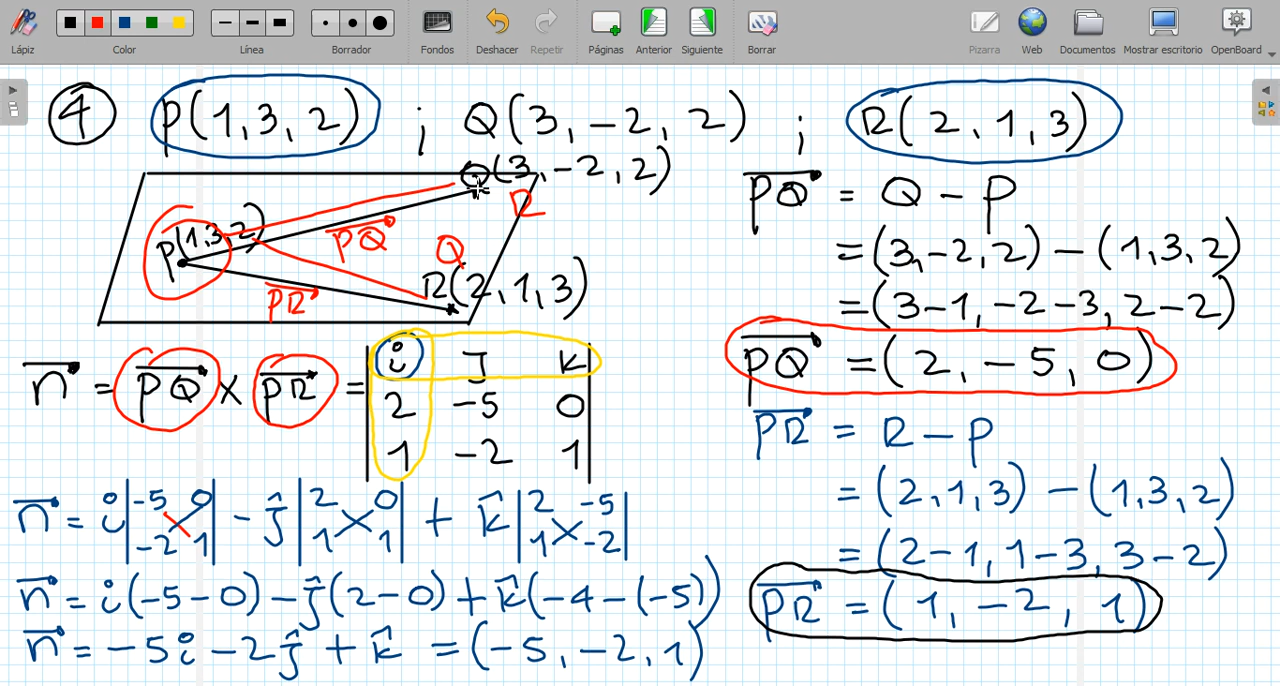 Lápiz Color Línea Borrador Fondos Deshacer Repetir Páginas Anterior Siguiente Borrar Pizarra Web Documentos Mostrar escritorio OpenBoard
④ P(1,3,2) ; Q(3,-2,2) ; R(2,1,3)
Q(3,-2,2)
R
P(1,3,2)
PQ→
Q
R(2,1,3)
PR→
n→ = PQ→ x PR→ = | i J k |
| 2 -5 0 |
| 1 -2 1 |
n→ = i |-5 0| - ĵ |2 0| + k̂ |2 -5|
|-2 1| |1 1| |1 -2|
n→ = i(-5-0) - ĵ(2-0) + k̂(-4-(-5))
n→ = -5i - 2ĵ + k̂ = (-5,-2,1)
PQ→ = Q - P
= (3,-2,2) - (1,3,2)
= (3-1, -2-3, 2-2)
PQ→ = (2, -5, 0)
PR→ = R - P
= (2,1,3) - (1,3,2)
= (2-1, 1-3, 3-2)
PR→ = (1, -2, 1)